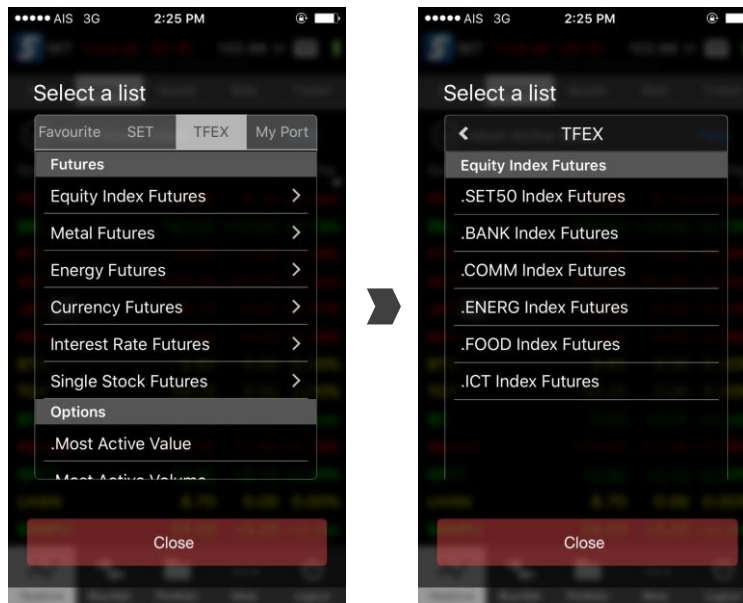 AIS 3G 2:25 PM
Select a list
Favourite SET TFEX My Port
Futures
Equity Index Futures
Metal Futures
Energy Futures
Currency Futures
Interest Rate Futures
Single Stock Futures
Options
.Most Active Value
Close
AIS 3G 2:25 PM
Select a list
TFEX
Equity Index Futures
.SET50 Index Futures
.BANK Index Futures
.COMM Index Futures
.ENERG Index Futures
.FOOD Index Futures
.ICT Index Futures
Close